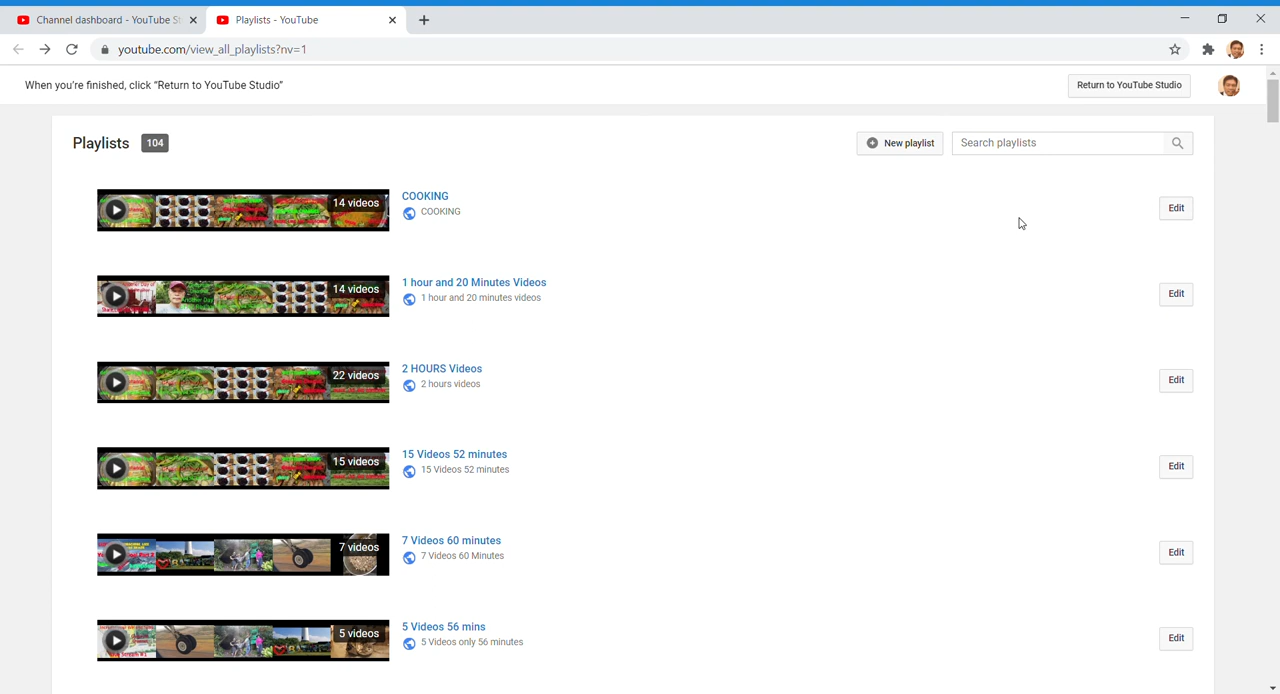 Channel dashboard - YouTube St
Playlists - YouTube
youtube.com/view_all_playlists?nv=1
When you're finished, click "Return to YouTube Studio"
Return to YouTube Studio
Playlists 104
New playlist
Search playlists
14 videos
COOKING
COOKING
Edit
14 videos
1 hour and 20 Minutes Videos
1 hour and 20 minutes videos
Edit
22 videos
2 HOURS Videos
2 hours videos
Edit
15 videos
15 Videos 52 minutes
15 Videos 52 minutes
Edit
7 videos
7 Videos 60 minutes
7 Videos 60 Minutes
Edit
5 videos
5 Videos 56 mins
5 Videos only 56 minutes
Edit